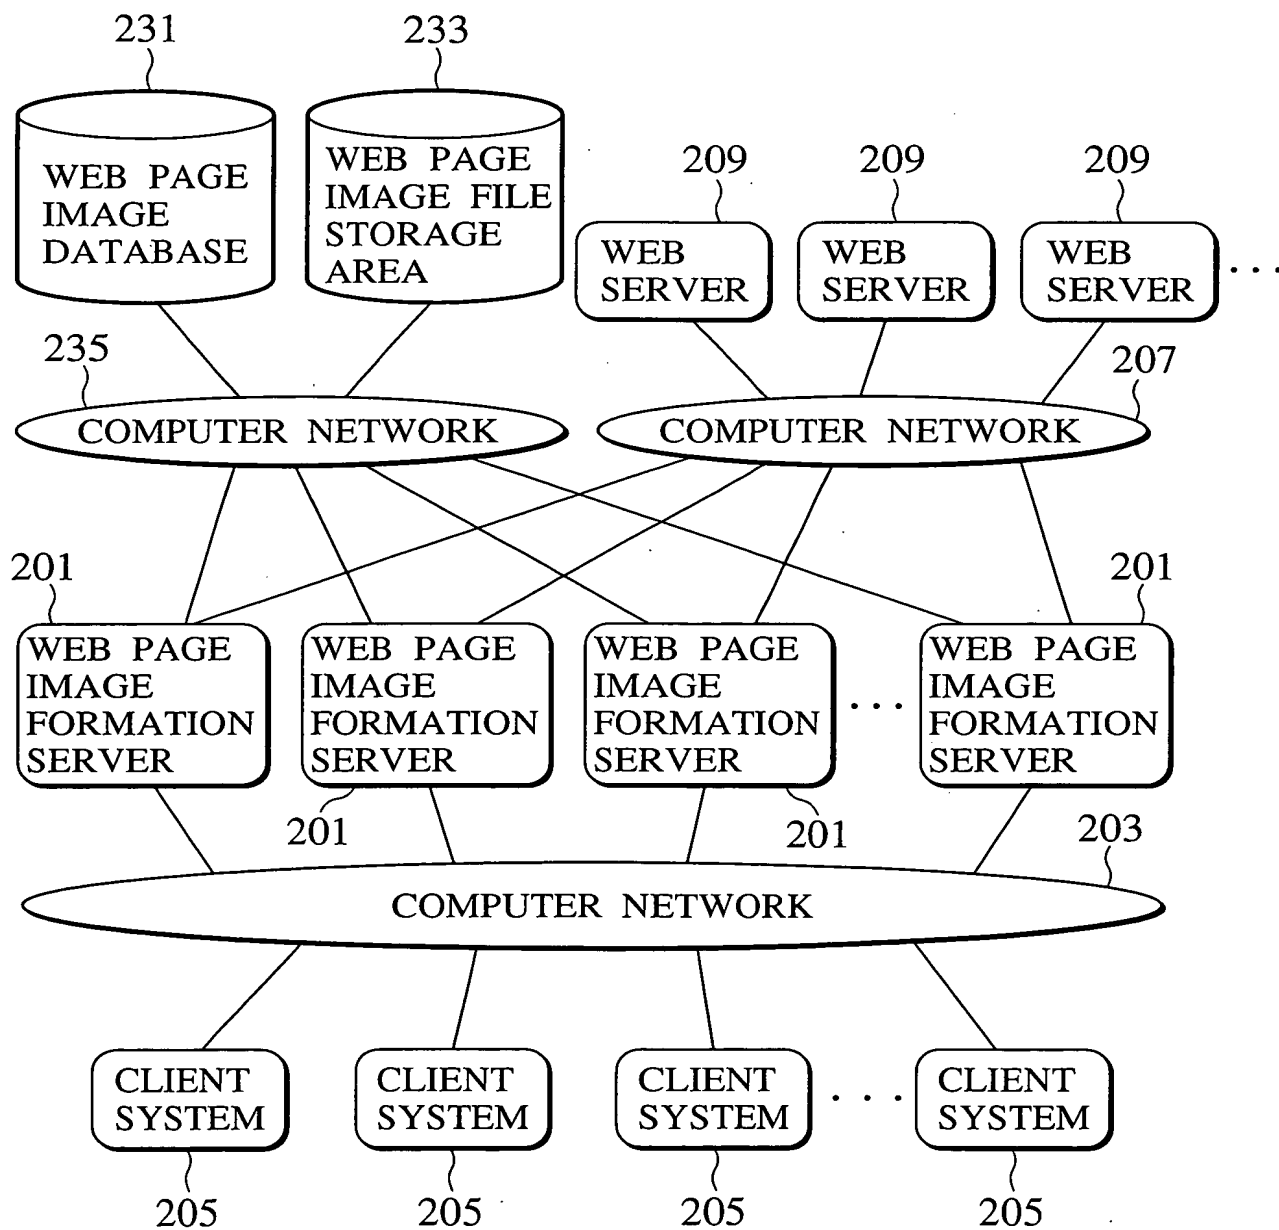 231
233
WEB PAGE
IMAGE
DATABASE
WEB PAGE
IMAGE FILE
STORAGE
AREA
209
209
209
WEB
SERVER
WEB
SERVER
WEB
SERVER
...
235
207
COMPUTER NETWORK
COMPUTER NETWORK
201
201
WEB PAGE
IMAGE
FORMATION
SERVER
WEB PAGE
IMAGE
FORMATION
SERVER
WEB PAGE
IMAGE
FORMATION
SERVER
...
WEB PAGE
IMAGE
FORMATION
SERVER
201
201
203
COMPUTER NETWORK
CLIENT
SYSTEM
CLIENT
SYSTEM
CLIENT
SYSTEM
...
CLIENT
SYSTEM
205
205
205
205